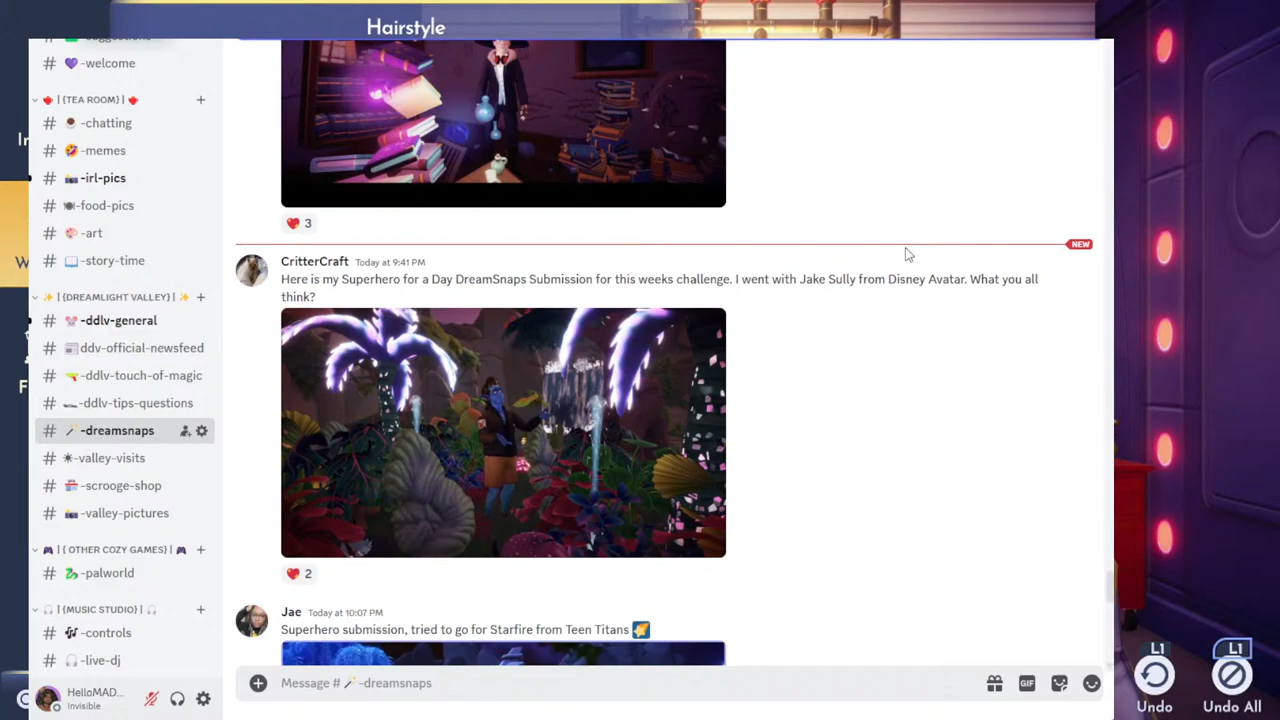 Hairstyle
-welcome
| {TEA ROOM} |
-chatting
-memes
-irl-pics
-food-pics
-art
-story-time
| {DREAMLIGHT VALLEY} |
-ddlv-general
ddv-official-newsfeed
-ddlv-touch-of-magic
-ddlv-tips-questions
-dreamsnaps
-valley-visits
-scrooge-shop
-valley-pictures
| { OTHER COZY GAMES} |
-palworld
| {MUSIC STUDIO} |
-controls
-live-dj
HelloMAD...
Invisible
3
NEW
CritterCraft Today at 9:41 PM
Here is my Superhero for a Day DreamSnaps Submission for this weeks challenge. I went with Jake Sully from Disney Avatar. What you all
think?
2
Jae Today at 10:07 PM
Superhero submission, tried to go for Starfire from Teen Titans
Message # -dreamsnaps
GIF
L1
Undo
L1
Undo All